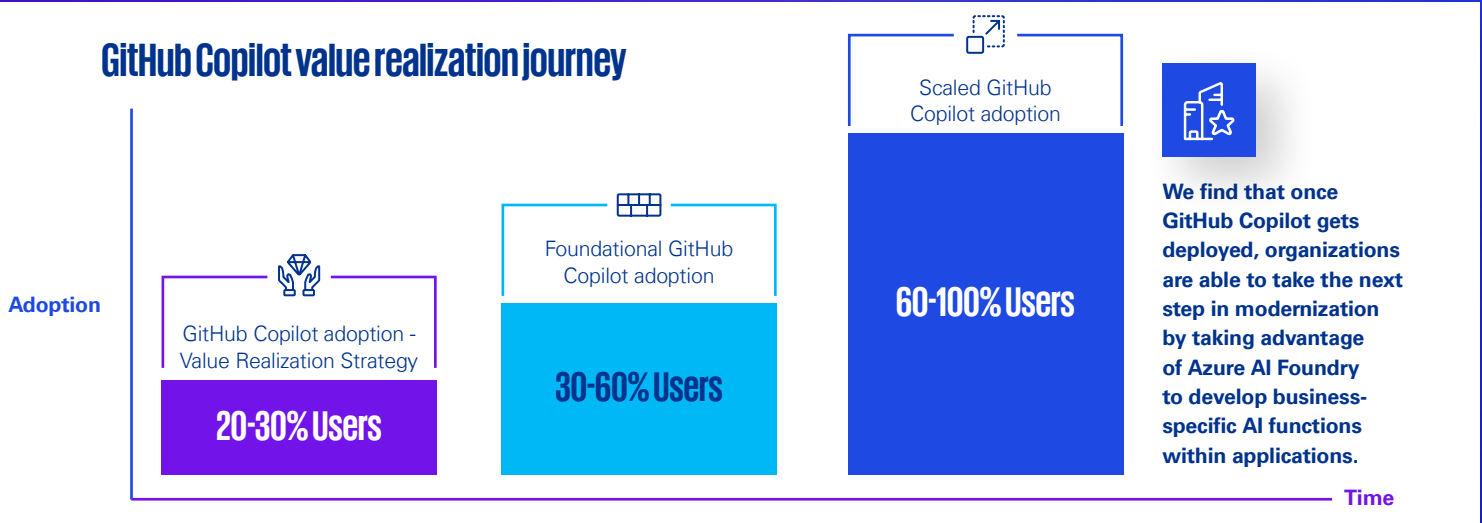 GitHub Copilot value realization journey
Adoption
GitHub Copilot adoption -
Value Realization Strategy
20-30% Users
Foundational GitHub
Copilot adoption
30-60% Users
Scaled GitHub
Copilot adoption
60-100% Users
We find that once
GitHub Copilot gets
deployed, organizations
are able to take the next
step in modernization
by taking advantage
of Azure AI Foundry
to develop business-
specific AI functions
within applications.
Time